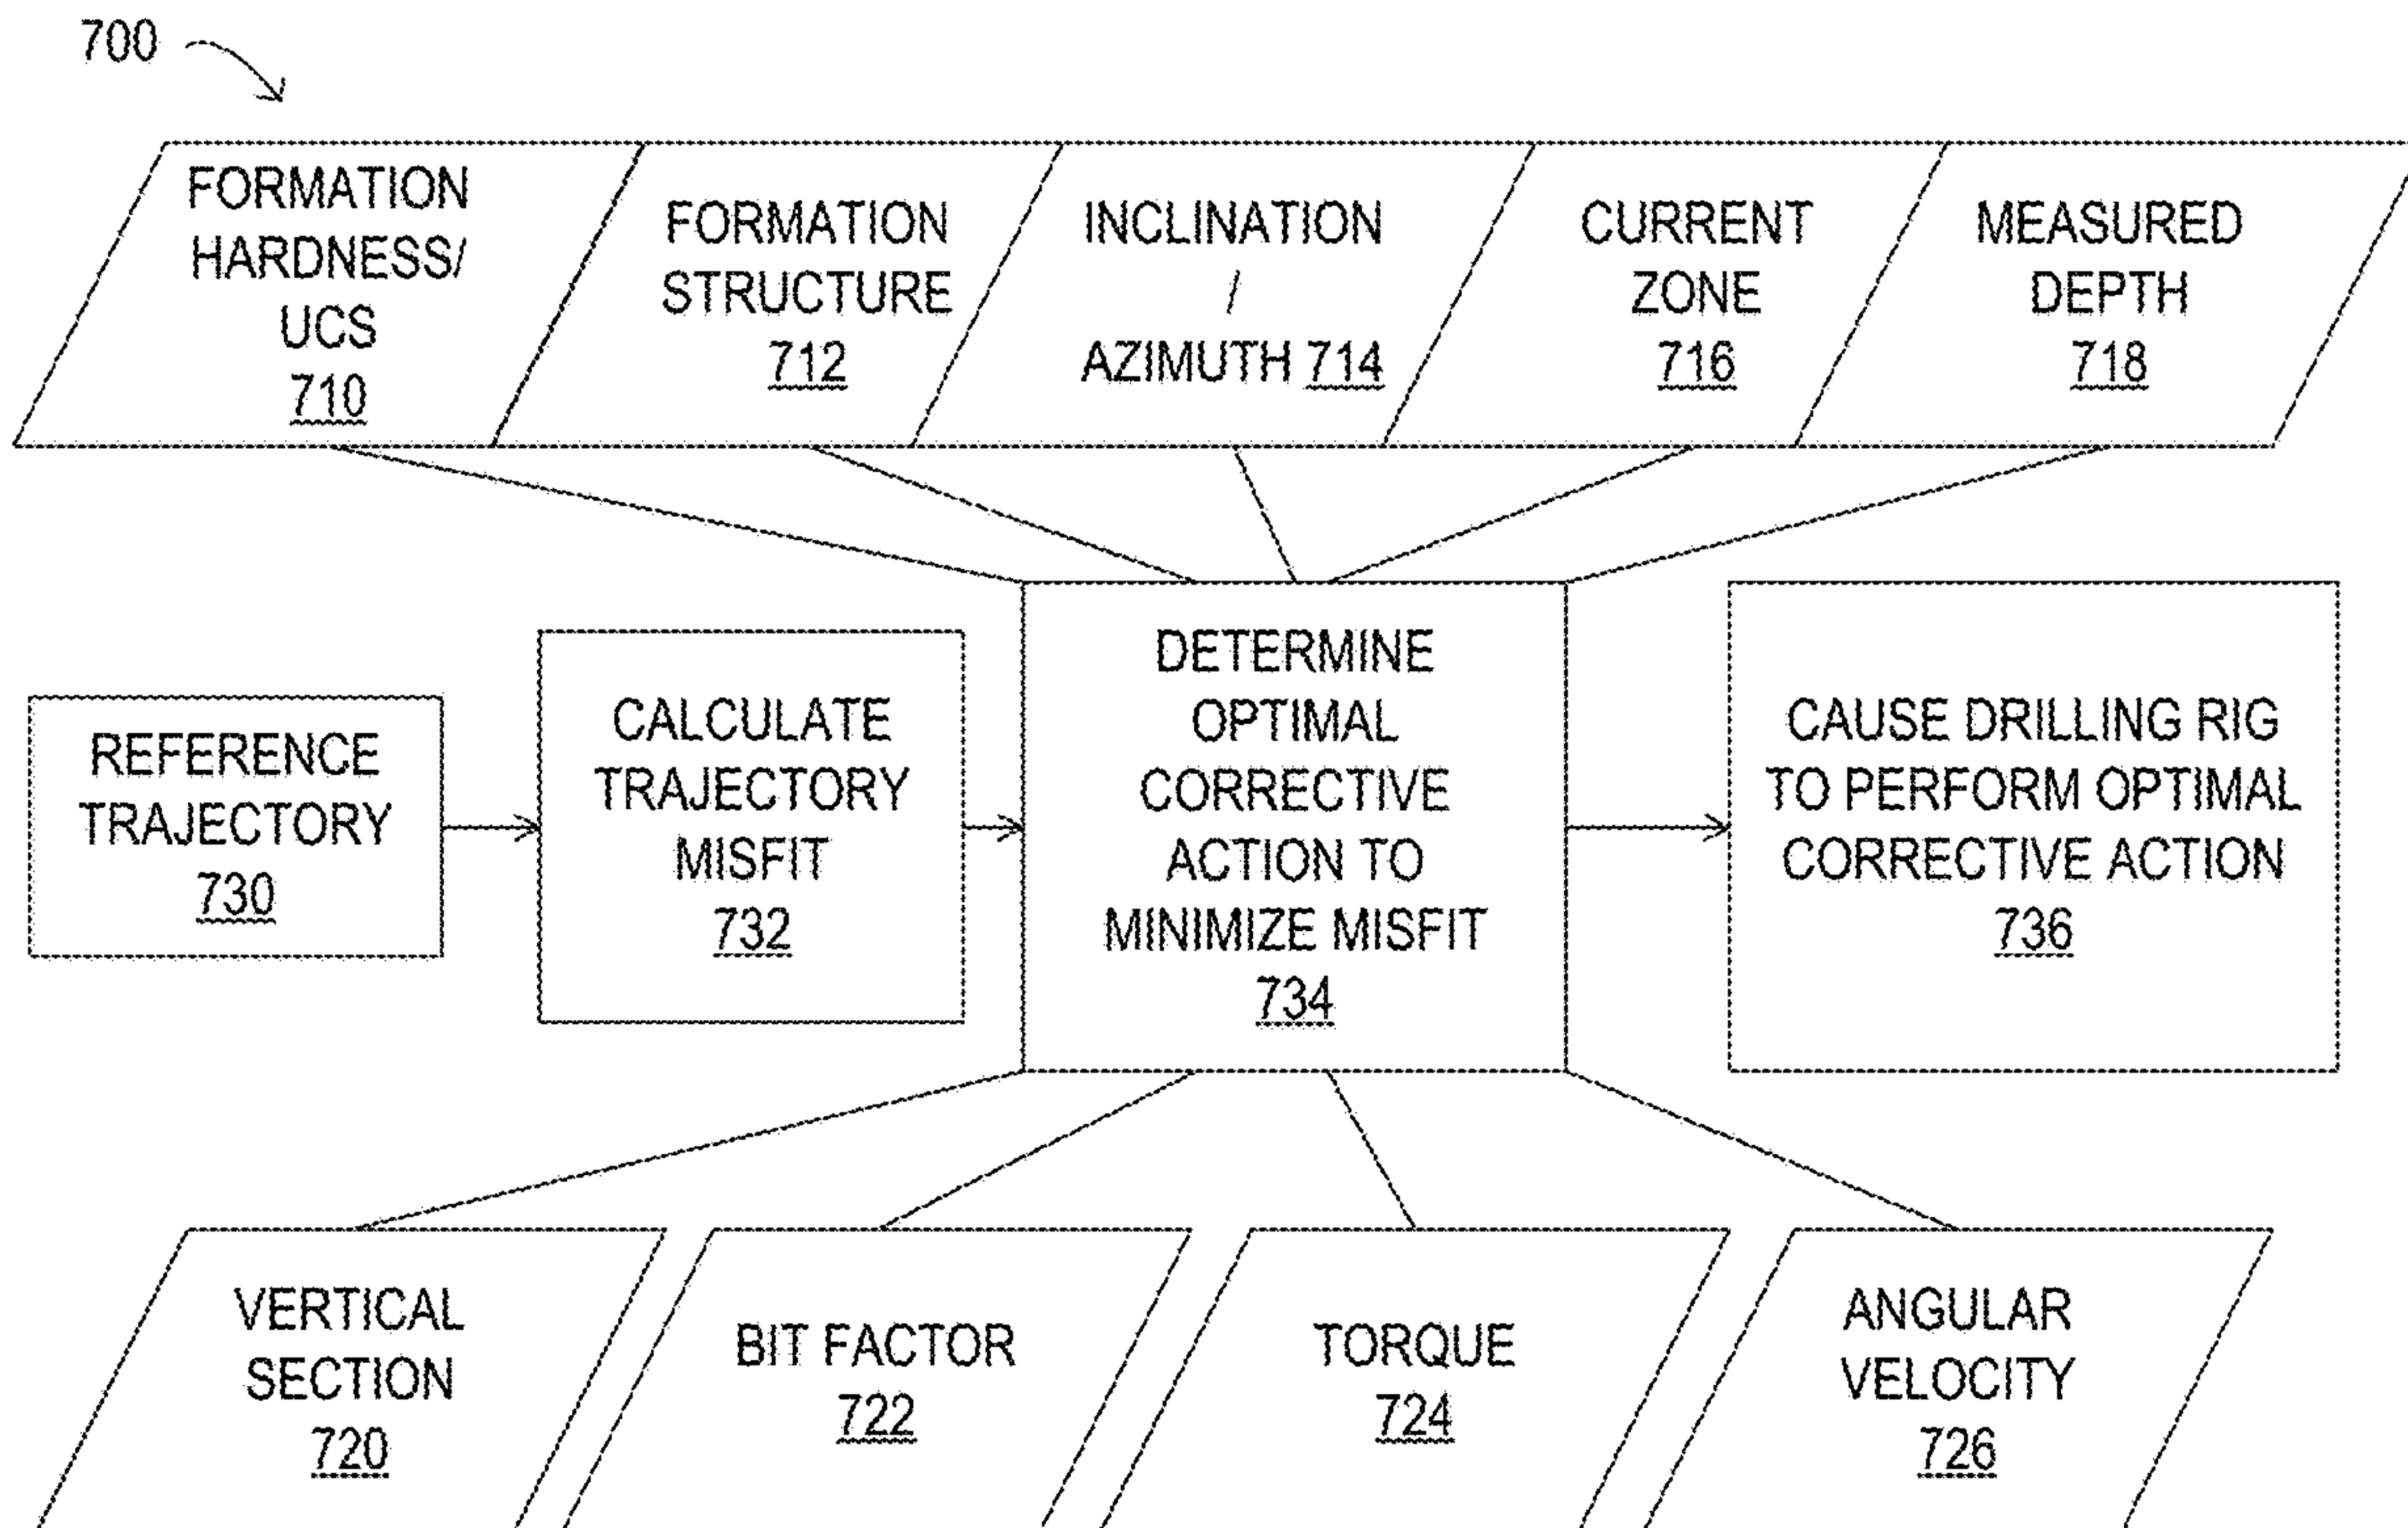 700
FORMATION
HARDNESS/
UCS
710
FORMATION
STRUCTURE
712
INCLINATION
/
AZIMUTH 714
CURRENT
ZONE
716
MEASURED
DEPTH
718
REFERENCE
TRAJECTORY
730
CALCULATE
TRAJECTORY
MISFIT
732
DETERMINE
OPTIMAL
CORRECTIVE
ACTION TO
MINIMIZE MISFIT
734
CAUSE DRILLING RIG
TO PERFORM OPTIMAL
CORRECTIVE ACTION
736
VERTICAL
SECTION
720
BIT FACTOR
722
TORQUE
724
ANGULAR
VELOCITY
726